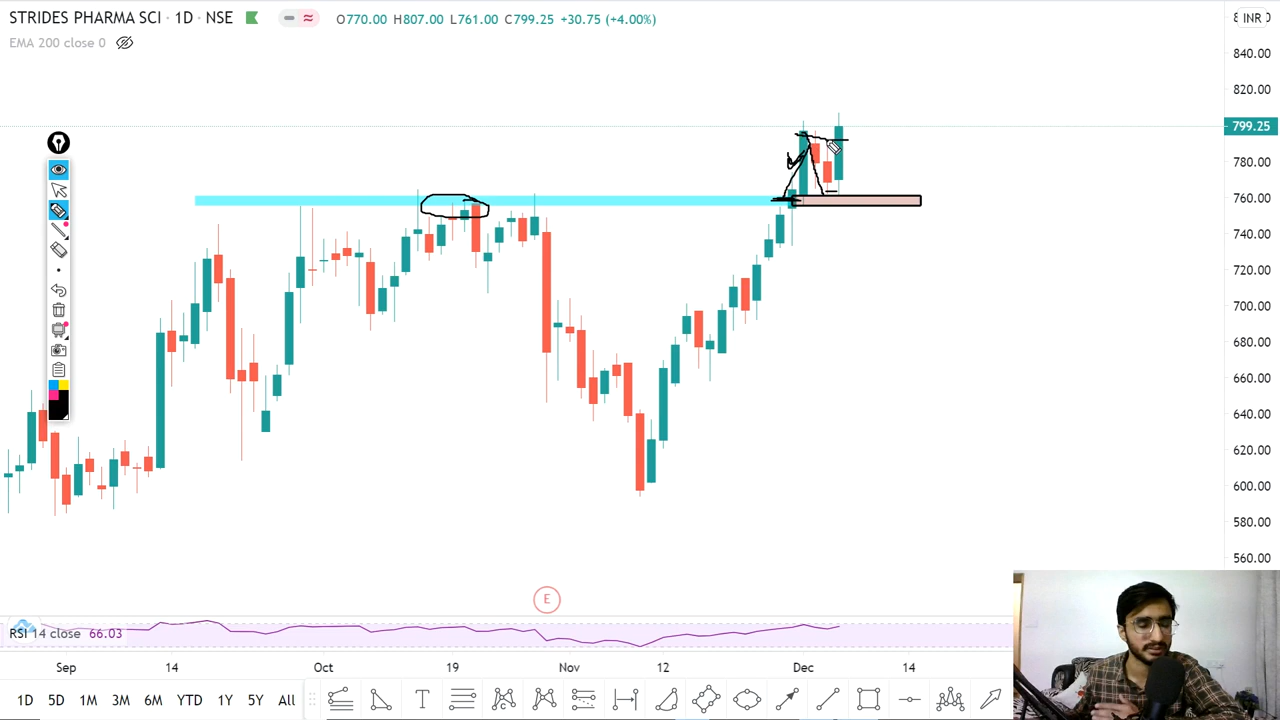 STRIDES PHARMA SCI · 1D · NSE O770.00 H807.00 L761.00 C799.25 +30.75 (+4.00%)
INR
EMA 200 close 0
840.00
820.00
799.25
780.00
760.00
740.00
720.00
700.00
680.00
660.00
640.00
620.00
600.00
580.00
560.00
E
RSI 14 close 66.03
Sep 14 Oct 19 Nov 12 Dec 14
1D 5D 1M 3M 6M YTD 1Y 5Y All